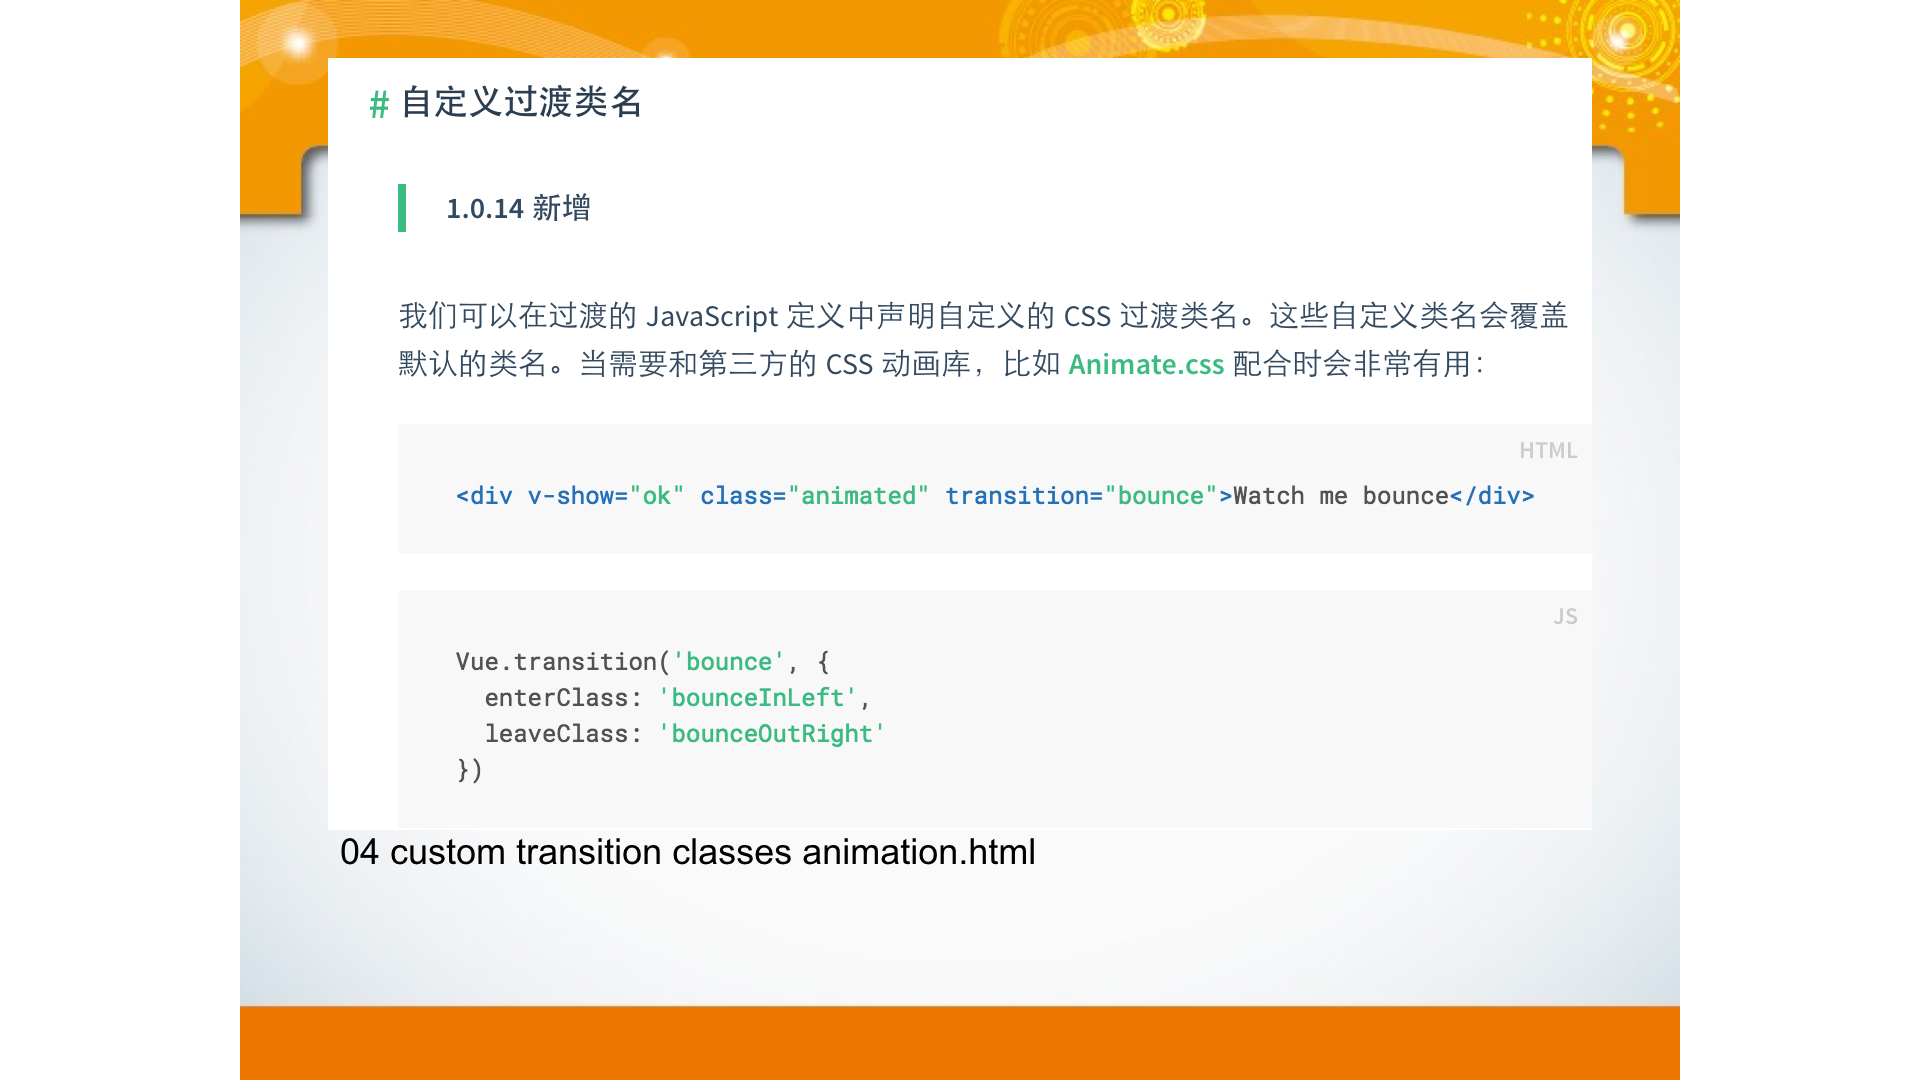 # 自定义过渡类名
1.0.14 新增
我们可以在过渡的 JavaScript 定义中声明自定义的 CSS 过渡类名。这些自定义类名会覆盖
默认的类名。当需要和第三方的 CSS 动画库，比如 Animate.css 配合时会非常有用：
HTML
<div v-show="ok" class="animated" transition="bounce">Watch me bounce</div>
JS
Vue.transition('bounce', {
  enterClass: 'bounceInLeft',
  leaveClass: 'bounceOutRight'
})
04 custom transition classes animation.html